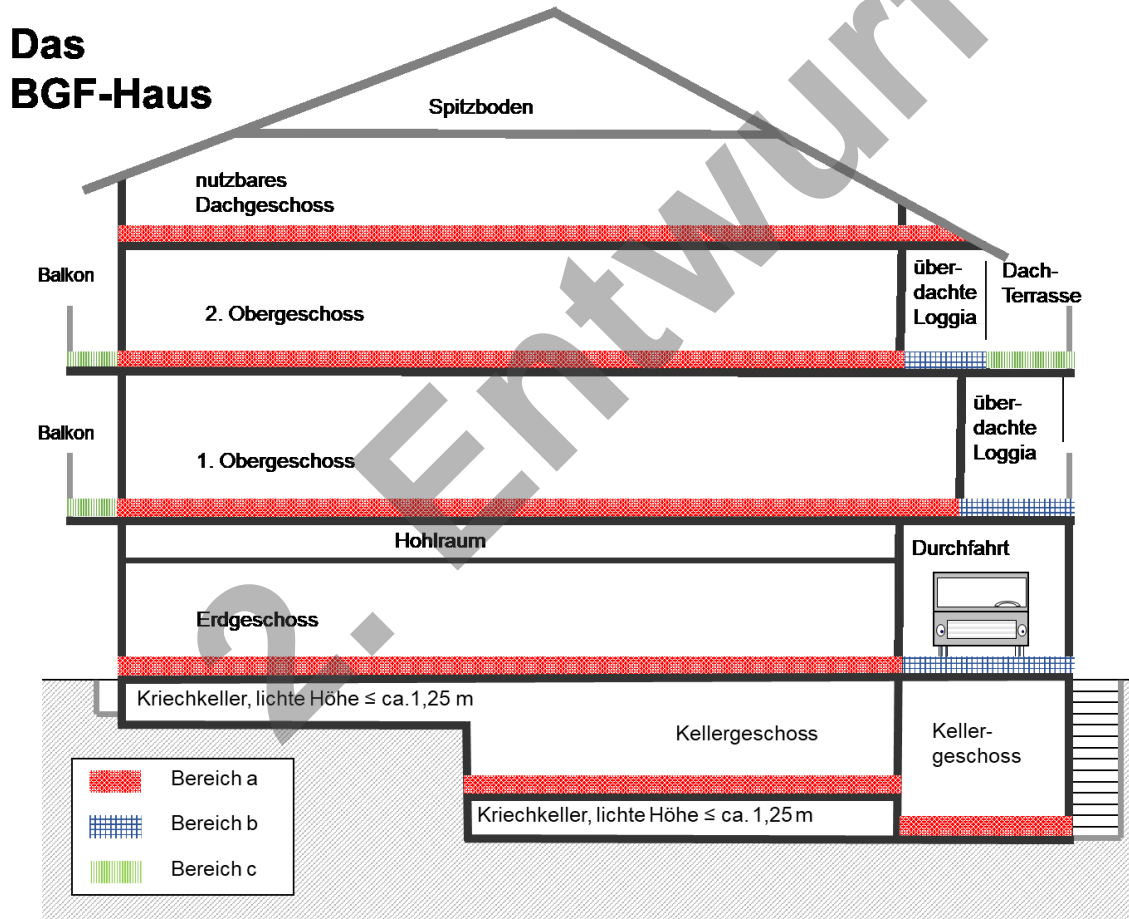 Das
BGF-Haus
Spitzboden
nutzbares
Dachgeschoss
Balkon
2. Obergeschoss
über-
dachte
Loggia
Dach-
Terrasse
Balkon
1. Obergeschoss
über-
dachte
Loggia
Hohlraum
Durchfahrt
Erdgeschoss
Kriechkeller, lichte Höhe ≤ ca.1,25 m
Kellergeschoss
Keller-
geschoss
Kriechkeller, lichte Höhe ≤ ca. 1,25 m
Bereich a
Bereich b
Bereich c
2. Entwurf